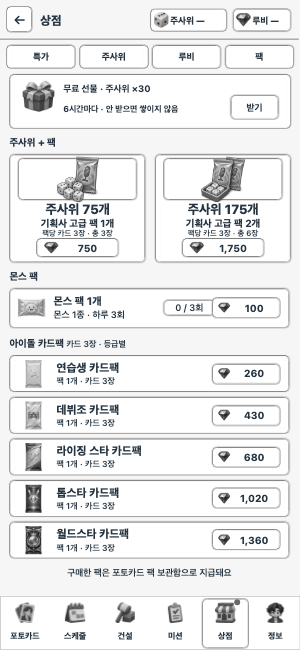 상점
주사위 —
루비 —
특가
주사위
루비
팩
무료 선물 · 주사위 ×30
6시간마다 · 안 받으면 쌓이지 않음
받기
주사위 + 팩
주사위 75개
기획사 고급 팩 1개
팩당 카드 3장 · 총 3장
750
주사위 175개
기획사 고급 팩 2개
팩당 카드 3장 · 총 6장
1,750
몬스 팩
몬스 팩 1개
몬스 1종 · 하루 3회
0 / 3회
100
아이돌 카드팩 카드 3장 · 등급별
연습생 카드팩
팩 1개 · 카드 3장
260
데뷔조 카드팩
팩 1개 · 카드 3장
430
라이징 스타 카드팩
팩 1개 · 카드 3장
680
톱스타 카드팩
팩 1개 · 카드 3장
1,020
월드스타 카드팩
팩 1개 · 카드 3장
1,360
구매한 팩은 포토카드 팩 보관함으로 지급돼요
포토카드
스케줄
건설
미션
상점
정보